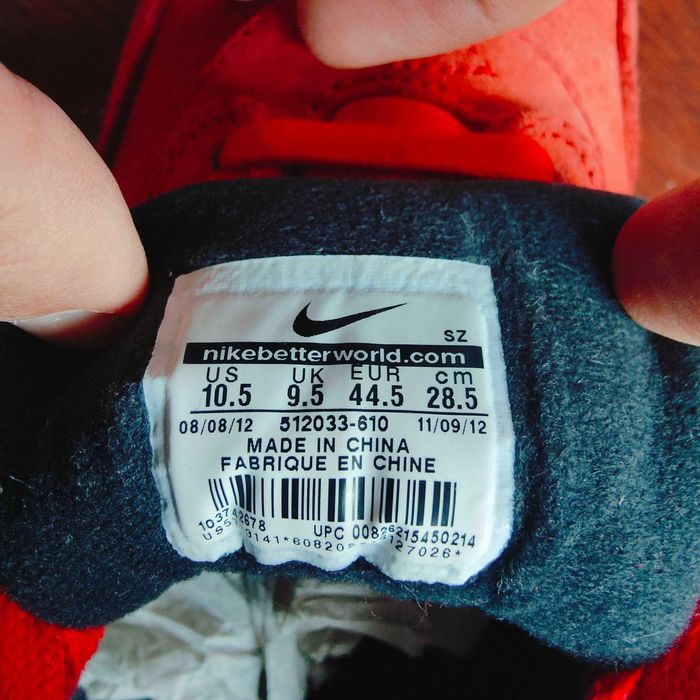 SZ
nikebetterworld.com
US UK EUR cm
10.5 9.5 44.5 28.5
08/08/12 512033-610 11/09/12
MADE IN CHINA
FABRIQUE EN CHINE
UPC